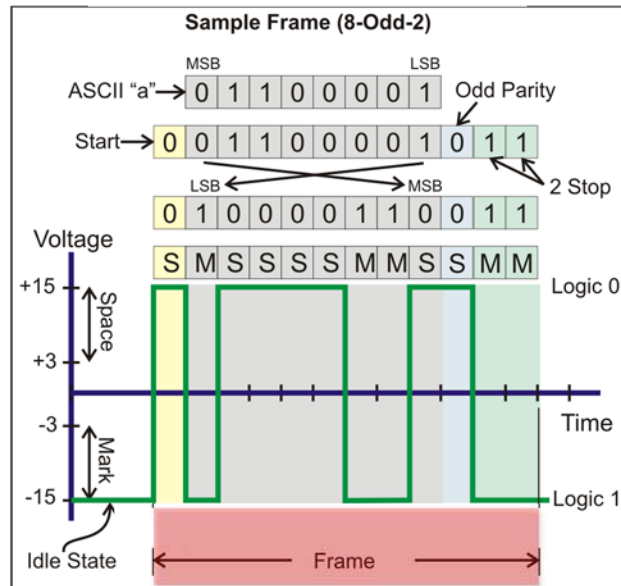 Sample Frame (8-Odd-2)
MSB LSB
ASCII "a" 0 1 1 0 0 0 0 1
Odd Parity
Start 0 0 1 1 0 0 0 0 1 0 1 1
LSB MSB
2 Stop
0 1 0 0 0 0 1 1 0 0 1 1
Voltage
S M S S S S M M S S M M
+15 Logic 0
Space
+3
Time
-3
Mark
-15 Logic 1
Idle State
Frame